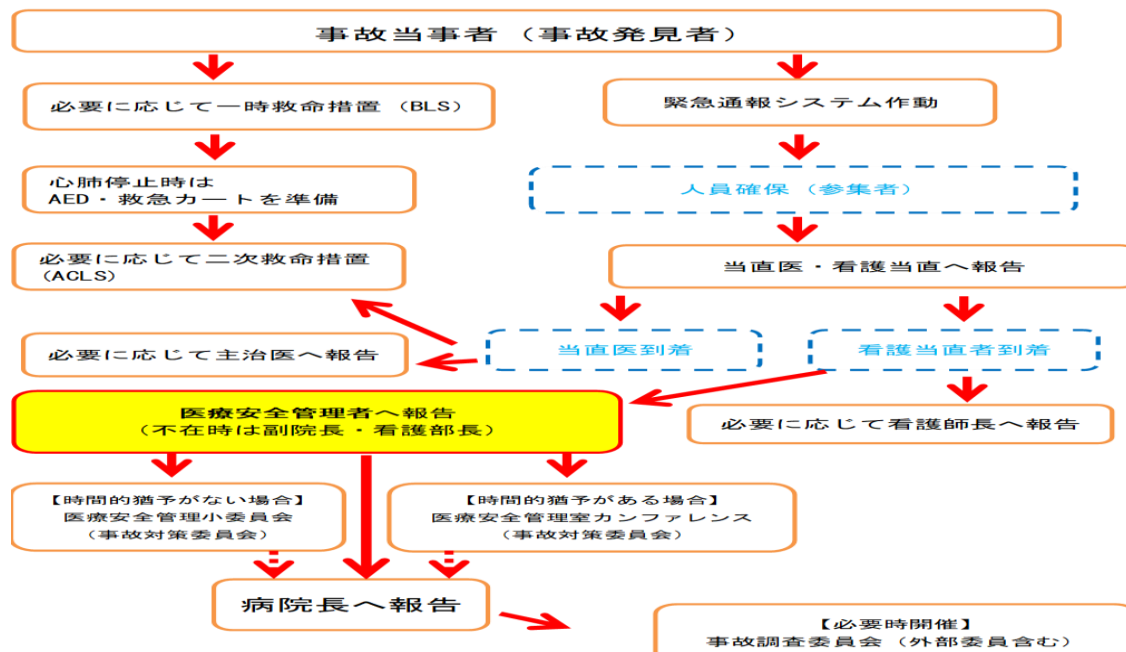 事故当事者（事故発見者）
必要に応じて一時救命措置（BLS）
緊急通報システム作動
心肺停止時は
AED・救急カートを準備
人員確保（参集者）
必要に応じて二次救命措置
(ACLS)
当直医・看護当直へ報告
必要に応じて主治医へ報告
当直医到着
看護当直者到着
医療安全管理者へ報告
（不在時は副院長・看護部長）
必要に応じて看護師長へ報告
【時間的猶予がない場合】
医療安全管理小委員会
（事故対策委員会）
【時間的猶予がある場合】
医療安全管理室カンファレンス
（事故対策委員会）
病院長へ報告
【必要時開催】
事故調査委員会（外部委員含む）